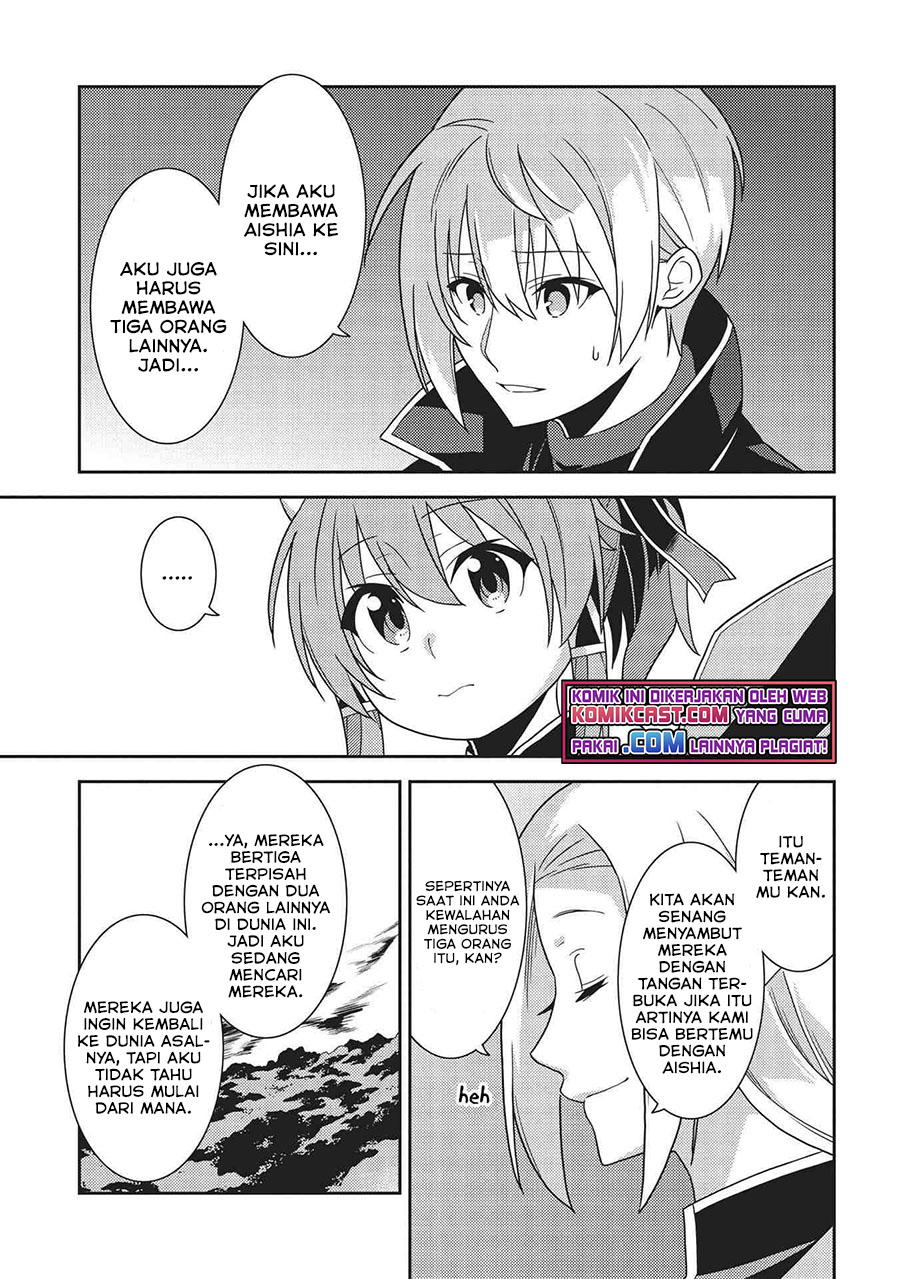 JIKA AKU
MEMBAWA
AISHIA KE
SINI...
AKU JUGA
HARUS
MEMBAWA
TIGA ORANG
LAINNYA.
JADI...
.....
KOMIK INI DIKERJAKAN OLEH WEB
KOMIKCAST.COM YANG CUMA
PAKAI .COM LAINNYA PLAGIAT!
ITU
TEMAN-
TEMAN
MU KAN.
KITA AKAN
SENANG
MENYAMBUT
MEREKA
DENGAN
TANGAN TER-
BUKA JIKA ITU
ARTINYA KAMI
BISA BERTEMU
DENGAN
AISHIA.
SEPERTINYA
SAAT INI ANDA
KEWALAHAN
MENGURUS
TIGA ORANG
ITU, KAN?
heh
...YA, MEREKA
BERTIGA
TERPISAH
DENGAN DUA
ORANG LAINNYA
DI DUNIA INI.
JADI AKU
SEDANG
MENCARI
MEREKA.
MEREKA JUGA
INGIN KEMBALI
KE DUNIA ASAL-
NYA, TAPI AKU
TIDAK TAHU
HARUS MULAI
DARI MANA.